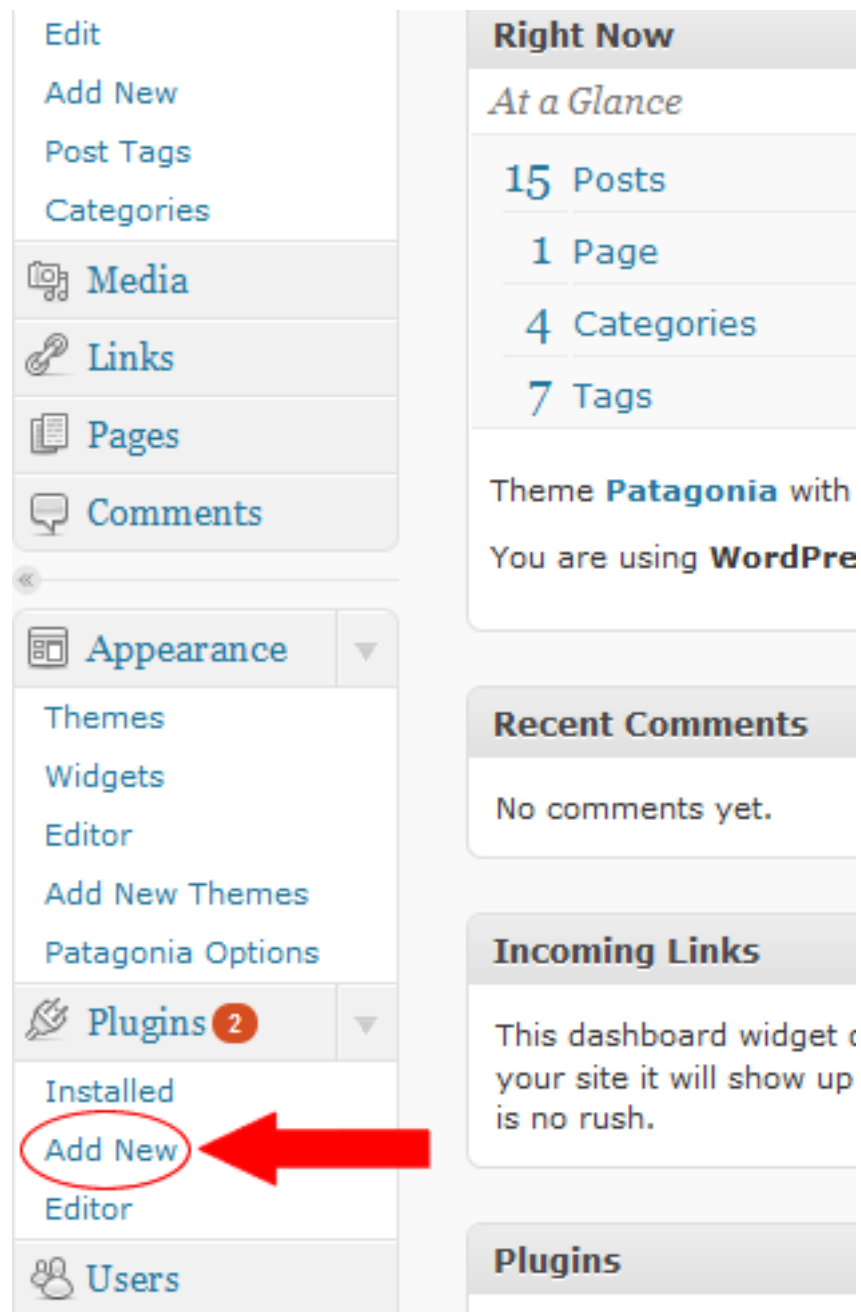 Edit
Add New
Post Tags
Categories
Media
Links
Pages
Comments
Appearance
Themes
Widgets
Editor
Add New Themes
Patagonia Options
Plugins 2
Installed
Add New
Editor
Users
Right Now
At a Glance
15 Posts
1 Page
4 Categories
7 Tags
Theme Patagonia with
You are using WordPre
Recent Comments
No comments yet.
Incoming Links
This dashboard widget
your site it will show up
is no rush.
Plugins